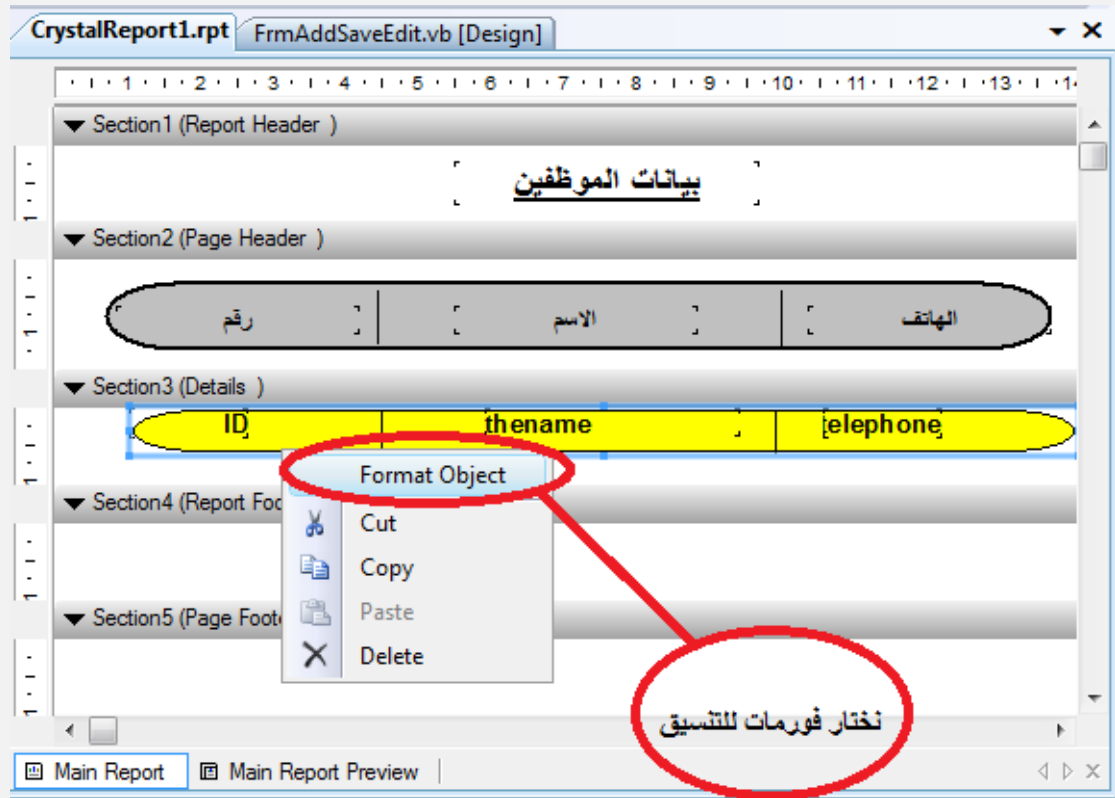 CrystalReport1.rpt FrmAddSaveEdit.vb [Design]
1 2 3 4 5 6 7 8 9 10 11 12 13
Section1 (Report Header )
بيانات الموظفين
Section2 (Page Header )
رقم الاسم الهاتف
Section3 (Details )
ID thename telephone
Format Object
Section4 (Report Foo
Cut
Copy
Paste
Section5 (Page Foot
Delete
نختار فورمات للتنسيق
Main Report Main Report Preview